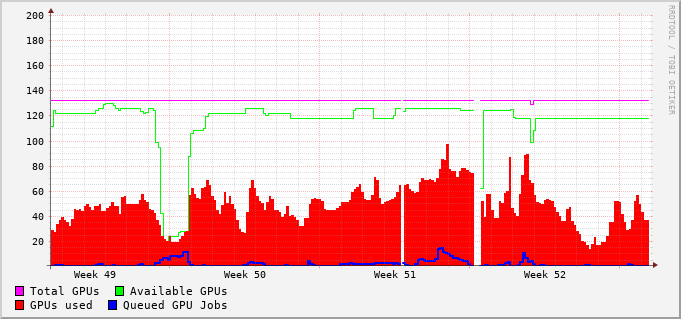 RRDTOOL / TOBI OETIKER
200
180
160
140
120
100
80
60
40
20
Week 49 Week 50 Week 51 Week 52
Total GPUs Available GPUs
GPUs used Queued GPU Jobs